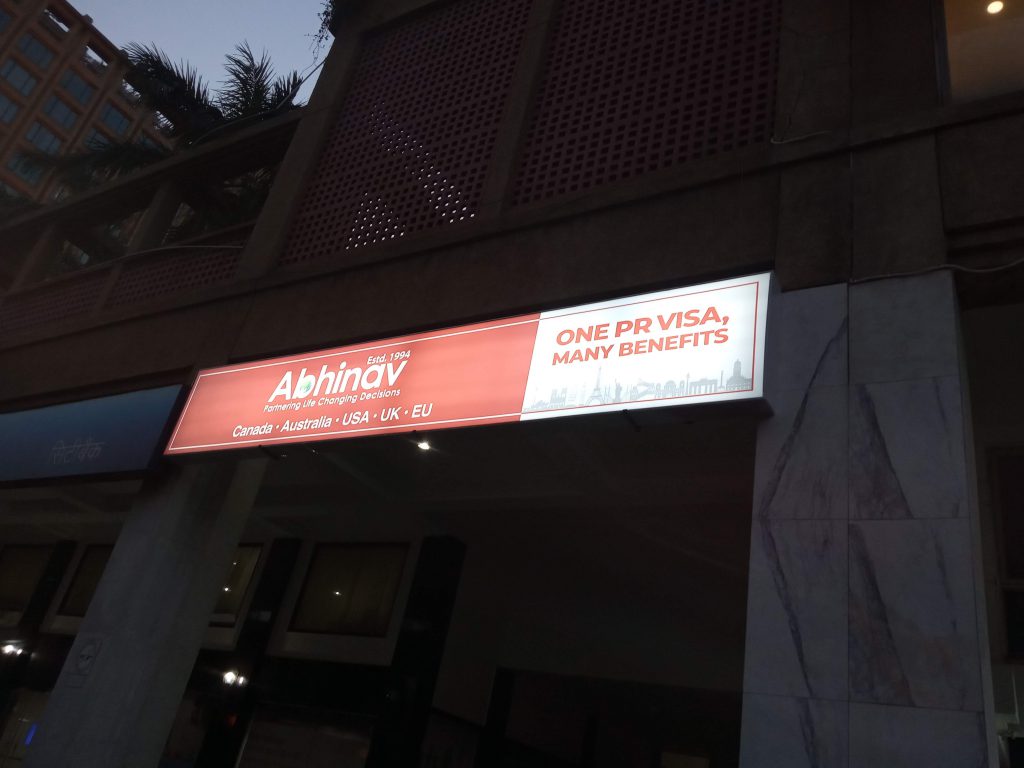 सिटीबैंक
Estd. 1994
Abhinav
Partnering Life Changing Decisions
Canada • Australia • USA • UK • EU
ONE PR VISA,
MANY BENEFITS